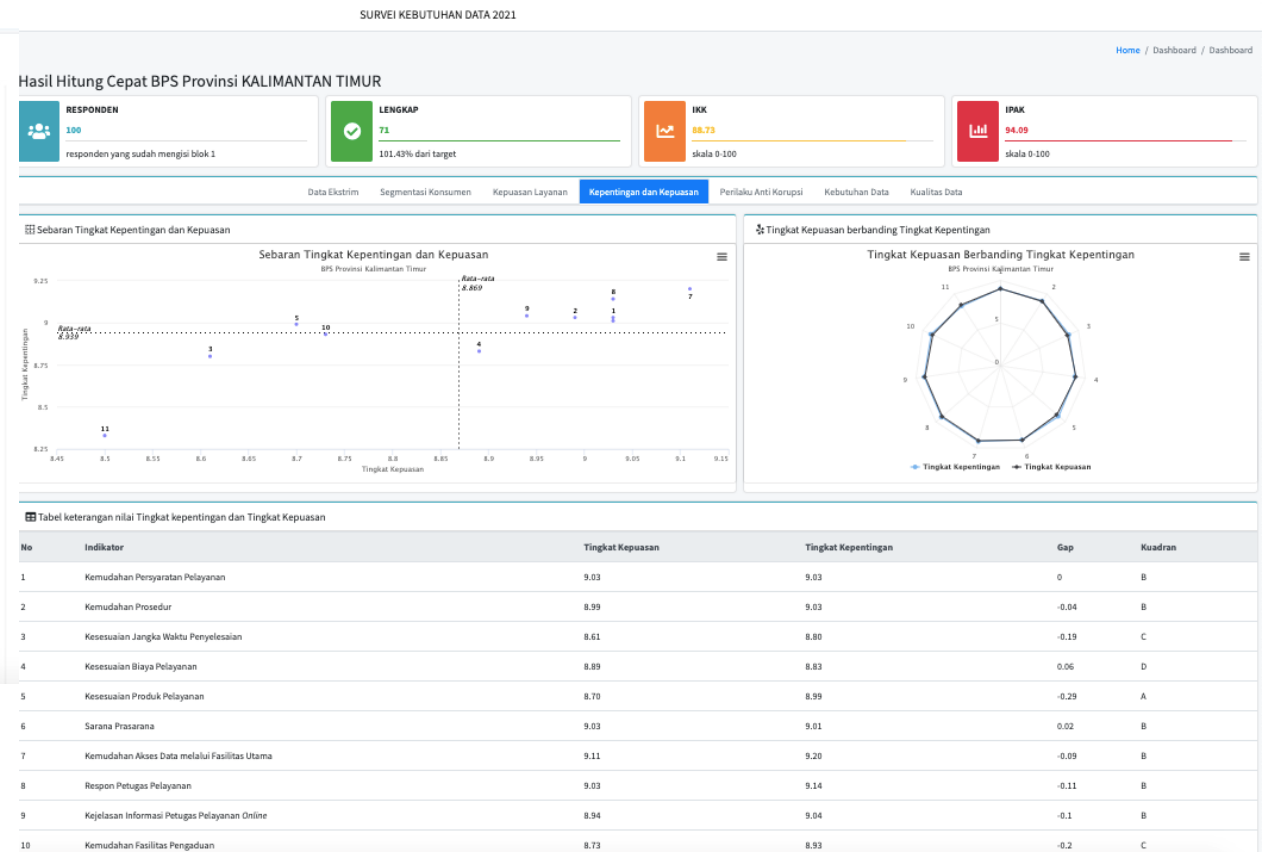 SURVEI KEBUTUHAN DATA 2021
Home / Dashboard / Dashboard
Hasil Hitung Cepat BPS Provinsi KALIMANTAN TIMUR
RESPONDEN
100
responden yang sudah mengisi blok 1
LENGKAP
71
101.43% dari target
IKK
88.73
skala 0-100
IPAK
94.09
skala 0-100
Data Ekstrim Segmentasi Konsumen Kepuasan Layanan Kepentingan dan Kepuasan Perilaku Anti Korupsi Kebutuhan Data Kualitas Data
Sebaran Tingkat Kepentingan dan Kepuasan
Sebaran Tingkat Kepentingan dan Kepuasan
BPS Provinsi Kalimantan Timur
Tingkat Kepentingan
9.25
9
8.75
8.5
8.25
Rata-rata
8.869
Rata-rata
8.939
8
7
9
2
1
5
10
4
3
11
8.45 8.5 8.55 8.6 8.65 8.7 8.75 8.8 8.85 8.9 8.95 9 9.05 9.1 9.15
Tingkat Kepuasan
Tingkat Kepuasan berbanding Tingkat Kepentingan
Tingkat Kepuasan Berbanding Tingkat Kepentingan
BPS Provinsi Kalimantan Timur
1
2
3
4
5
6
7
8
9
10
11
5
0
Tingkat Kepentingan Tingkat Kepuasan
Tabel keterangan nilai Tingkat kepentingan dan Tingkat Kepuasan
No Indikator Tingkat Kepuasan Tingkat Kepentingan Gap Kuadran
1 Kemudahan Persyaratan Pelayanan 9.03 9.03 0 B
2 Kemudahan Prosedur 8.99 9.03 -0.04 B
3 Kesesuaian Jangka Waktu Penyelesaian 8.61 8.80 -0.19 C
4 Kesesuaian Biaya Pelayanan 8.89 8.83 0.06 D
5 Kesesuaian Produk Pelayanan 8.70 8.99 -0.29 A
6 Sarana Prasarana 9.03 9.01 0.02 B
7 Kemudahan Akses Data melalui Fasilitas Utama 9.11 9.20 -0.09 B
8 Respon Petugas Pelayanan 9.03 9.14 -0.11 B
9 Kejelasan Informasi Petugas Pelayanan Online 8.94 9.04 -0.1 B
10 Kemudahan Fasilitas Pengaduan 8.73 8.93 -0.2 C